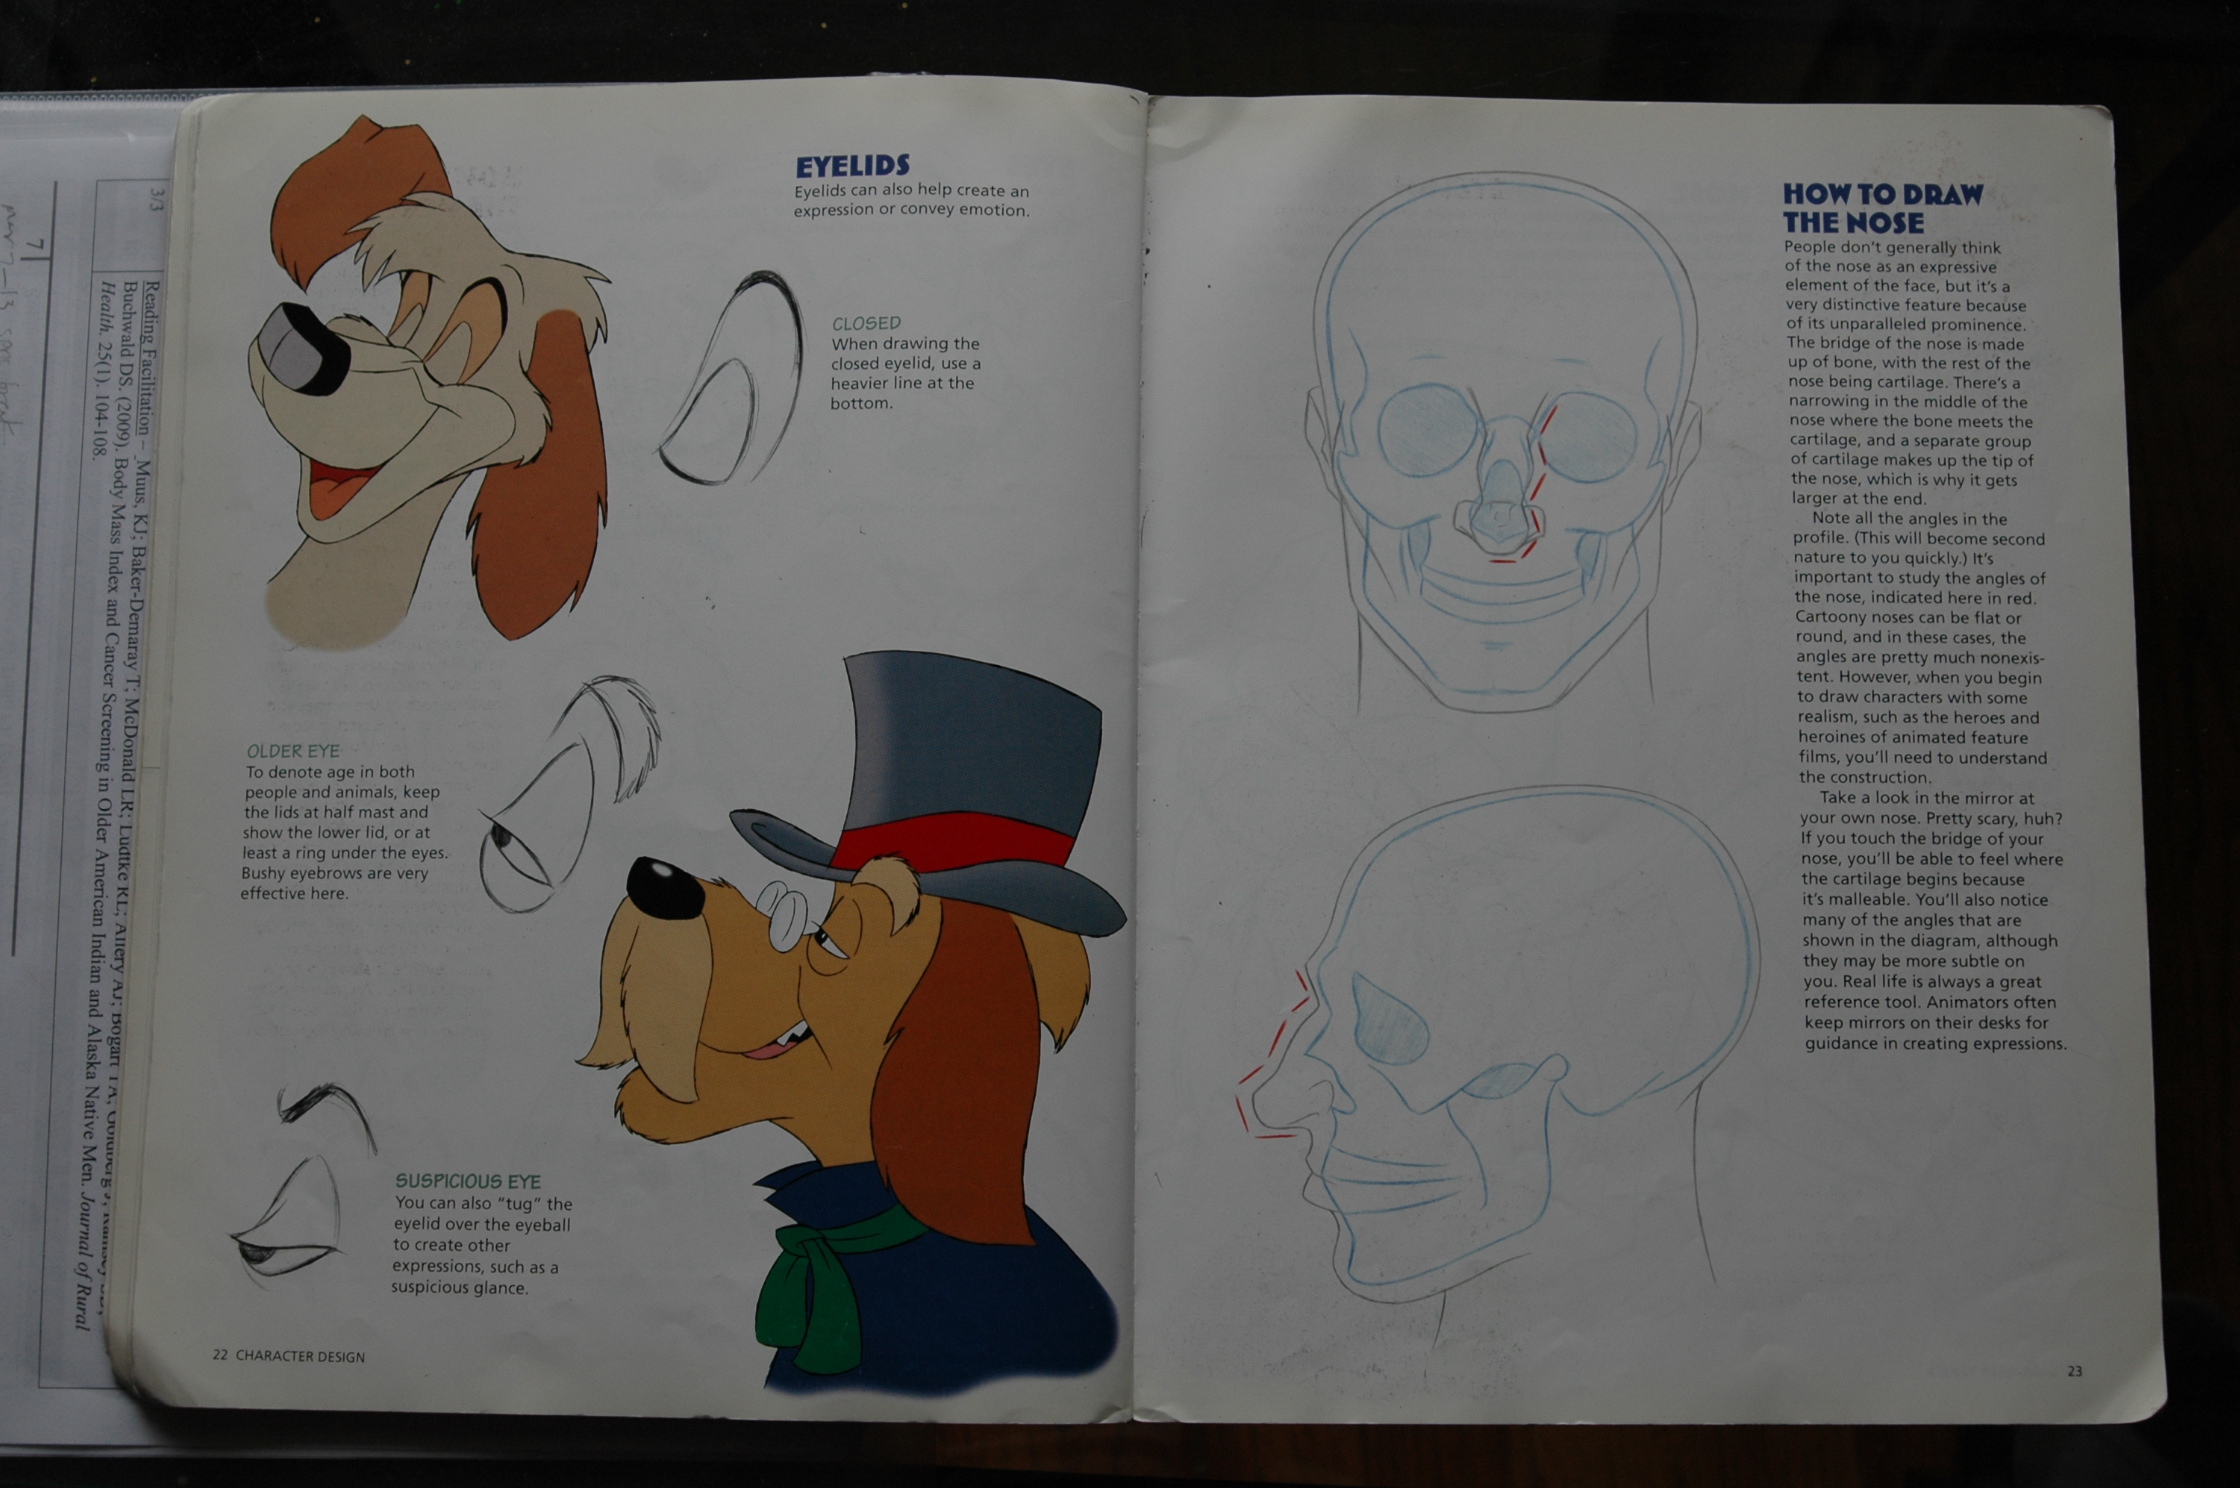 EYELIDS
Eyelids can also help create an
expression or convey emotion.
CLOSED
When drawing the
closed eyelid, use a
heavier line at the
bottom.
OLDER EYE
To denote age in both
people and animals, keep
the lids at half mast and
show the lower lid, or at
least a ring under the eyes.
Bushy eyebrows are very
effective here.
SUSPICIOUS EYE
You can also “tug” the
eyelid over the eyeball
to create other
expressions, such as a
suspicious glance.
22 CHARACTER DESIGN
HOW TO DRAW
THE NOSE
People don't generally think
of the nose as an expressive
element of the face, but it's a
very distinctive feature because
of its unparalleled prominence.
The bridge of the nose is made
up of bone, with the rest of the
nose being cartilage. There's a
narrowing in the middle of the
nose where the bone meets the
cartilage, and a separate group
of cartilage makes up the tip of
the nose, which is why it gets
larger at the end.
Note all the angles in the
profile. (This will become second
nature to you quickly.) It's
important to study the angles of
the nose, indicated here in red.
Cartoony noses can be flat or
round, and in these cases, the
angles are pretty much nonexis-
tent. However, when you begin
to draw characters with some
realism, such as the heroes and
heroines of animated feature
films, you'll need to understand
the construction.
Take a look in the mirror at
your own nose. Pretty scary, huh?
If you touch the bridge of your
nose, you'll be able to feel where
the cartilage begins because
it's malleable. You'll also notice
many of the angles that are
shown in the diagram, although
they may be more subtle on
you. Real life is always a great
reference tool. Animators often
keep mirrors on their desks for
guidance in creating expressions.
23
3/3
Reading Facilitation – Muus, KJ; Baker-Demaray T; McDonald LR; Ludtke KL; Allery AJ; Bogart TA;
Buchwald DS. (2009). Body Mass Index and Cancer Screening in Older American Indian and Alaska Native Men. Journal of Rural
Health. 25(1). 104-108.
7